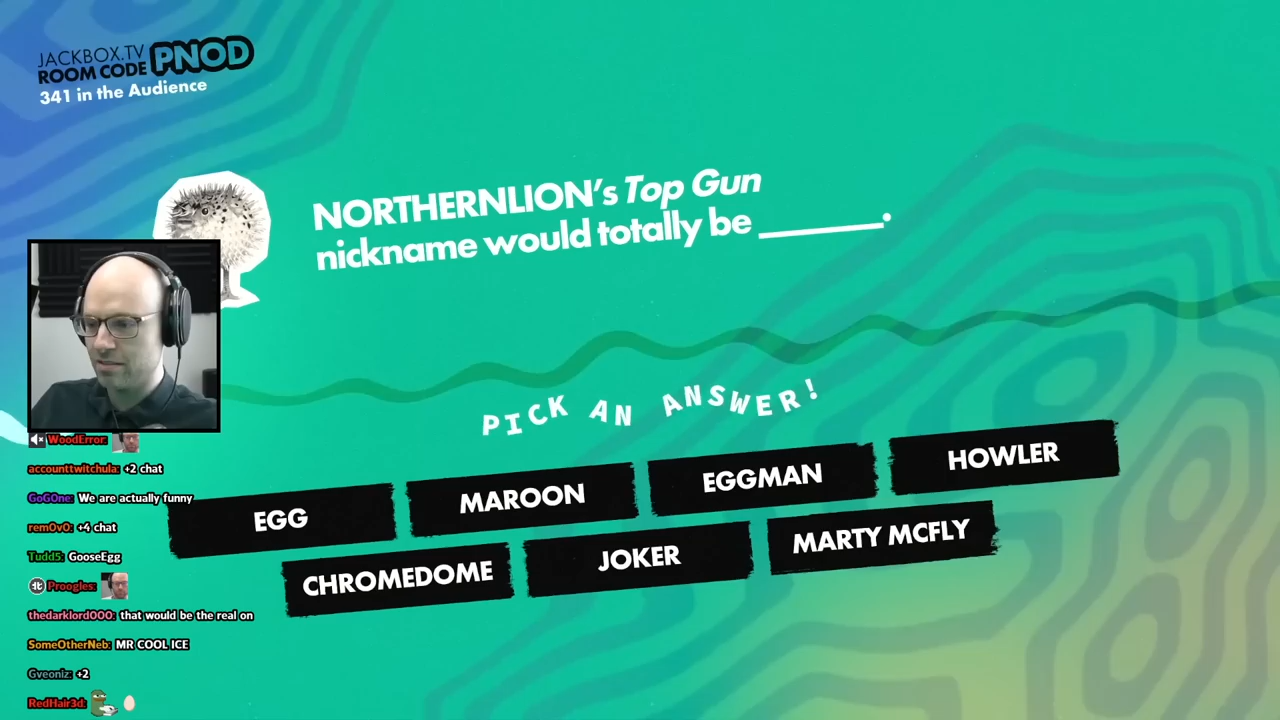 JACKBOX.TV
ROOM CODE PNOD
341 in the Audience
NORTHERNLION's Top Gun
nickname would totally be ______.
PICK AN ANSWER!
EGG
MAROON
EGGMAN
HOWLER
CHROMEDOME
JOKER
MARTY MCFLY
WoodError:
accounttwitchula: +2 chat
GoGOne: We are actually funny
rem0v0: +4 chat
Tudd5: GooseEgg
Proogles:
thedarklord000: that would be the real on
SomeOtherNeb: MR COOL ICE
Gveoniz: +2
RedHair3d: